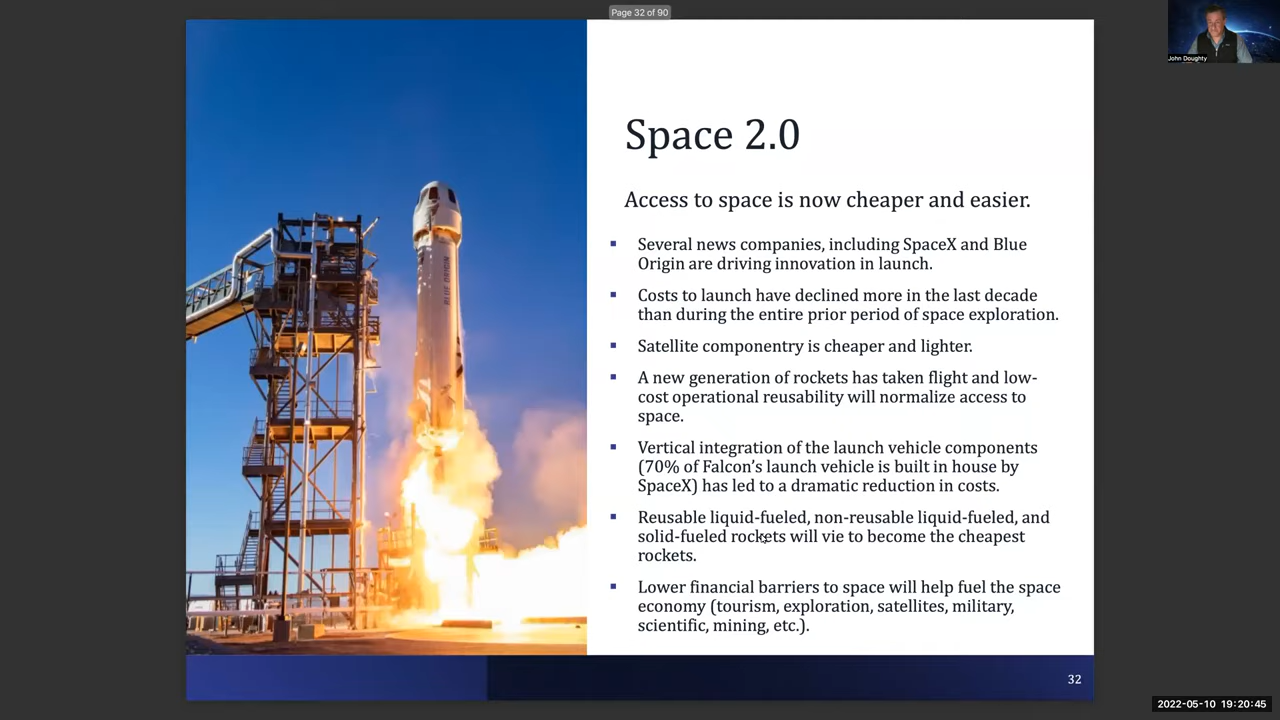 Page 32 of 90
John Doughty
BLUE ORIGIN
Space 2.0
Access to space is now cheaper and easier.
▪ Several news companies, including SpaceX and Blue
Origin are driving innovation in launch.
▪ Costs to launch have declined more in the last decade
than during the entire prior period of space exploration.
▪ Satellite componentry is cheaper and lighter.
▪ A new generation of rockets has taken flight and low-
cost operational reusability will normalize access to
space.
▪ Vertical integration of the launch vehicle components
(70% of Falcon’s launch vehicle is built in house by
SpaceX) has led to a dramatic reduction in costs.
▪ Reusable liquid-fueled, non-reusable liquid-fueled, and
solid-fueled rockets will vie to become the cheapest
rockets.
▪ Lower financial barriers to space will help fuel the space
economy (tourism, exploration, satellites, military,
scientific, mining, etc.).
32
2022-05-10 19:20:45